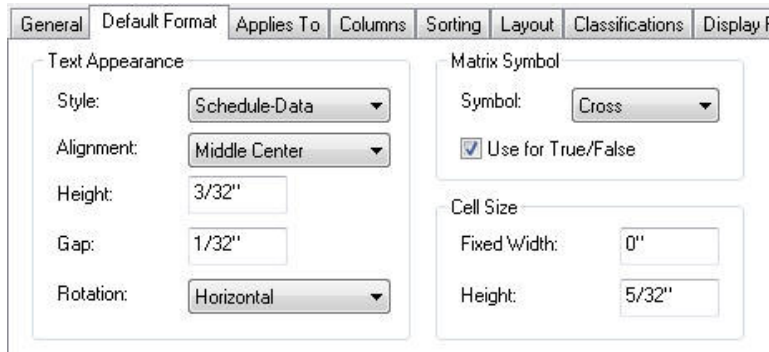 General Default Format Applies To Columns Sorting Layout Classifications Display
Text Appearance
Style: Schedule-Data
Alignment: Middle Center
Height: 3/32"
Gap: 1/32"
Rotation: Horizontal
Matrix Symbol
Symbol: Cross
Use for True/False
Cell Size
Fixed Width: 0"
Height: 5/32"